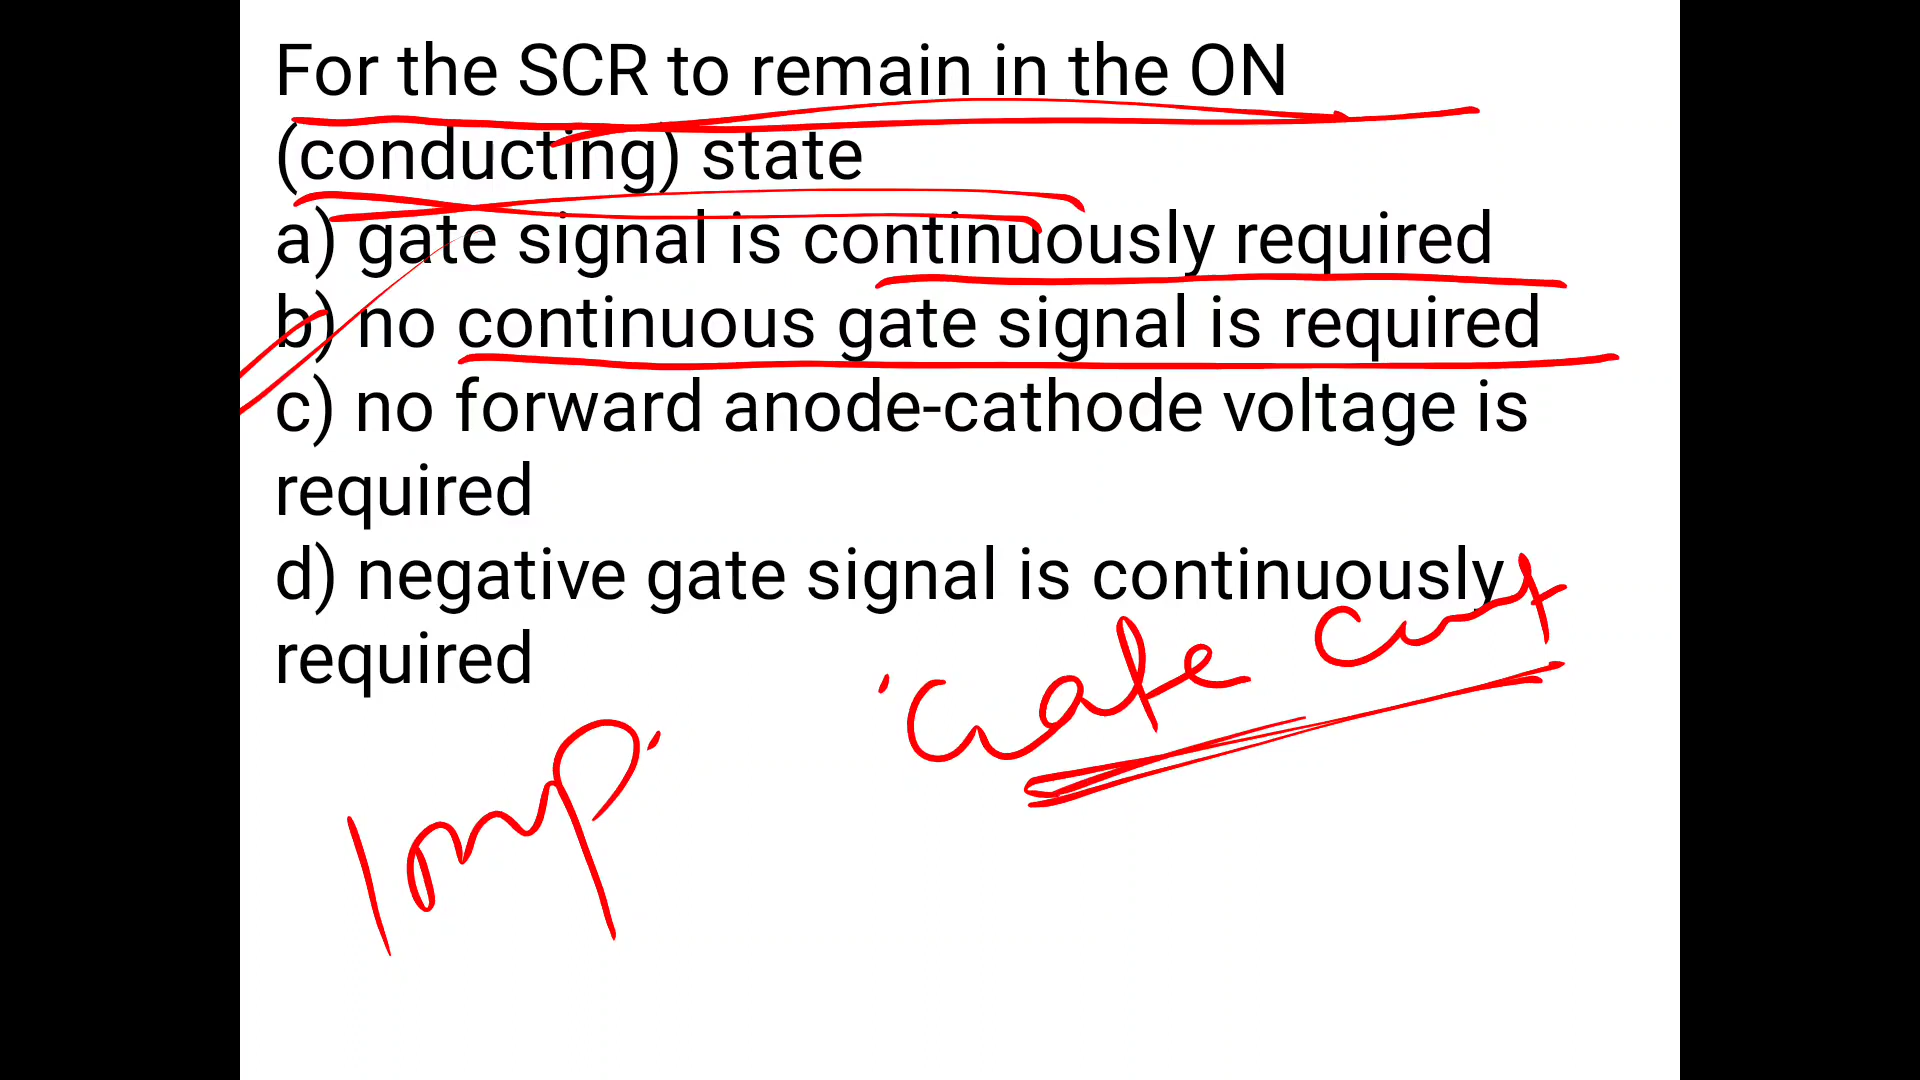 For the SCR to remain in the ON
(conducting) state
a) gate signal is continuously required
b) no continuous gate signal is required
c) no forward anode-cathode voltage is
required
d) negative gate signal is continuously
required
Gate
Imp.